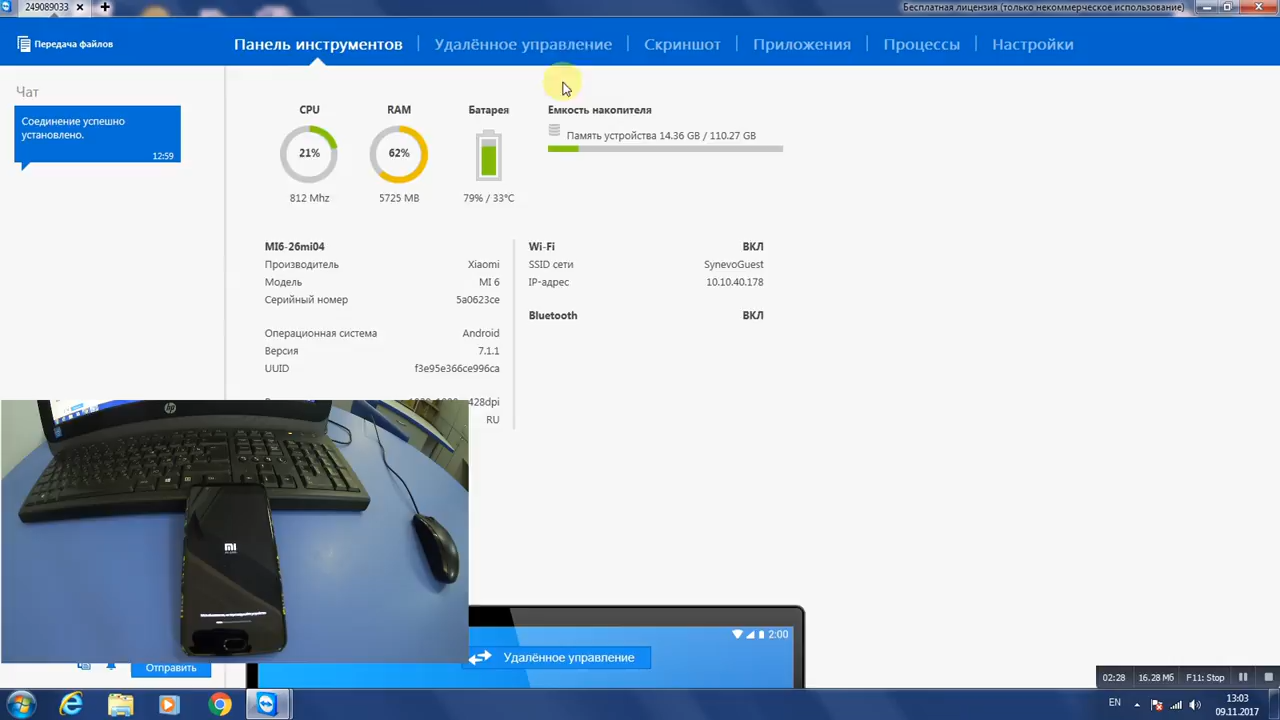 249089033
Бесплатная лицензия (только некоммерческое использование)
Передача файлов
Панель инструментов
Удалённое управление
Скриншот
Приложения
Процессы
Настройки
Чат
Соединение успешно
установлено.
12:59
CPU
RAM
Батарея
Емкость накопителя
Память устройства 14.36 GB / 110.27 GB
21%
62%
812 Mhz
5725 MB
79% / 33°C
MI6-26mi04
Производитель Xiaomi
Модель MI 6
Серийный номер 5a0623ce
Операционная система Android
Версия 7.1.1
UUID f3e95e366ce996ca
428dpi
RU
Wi-Fi ВКЛ
SSID сети SynevoGuest
IP-адрес 10.10.40.178
Bluetooth ВКЛ
hp
MI
2:00
Удалённое управление
Отправить
02:28
16.28 Мб
F11: Stop
EN
13:03
09.11.2017